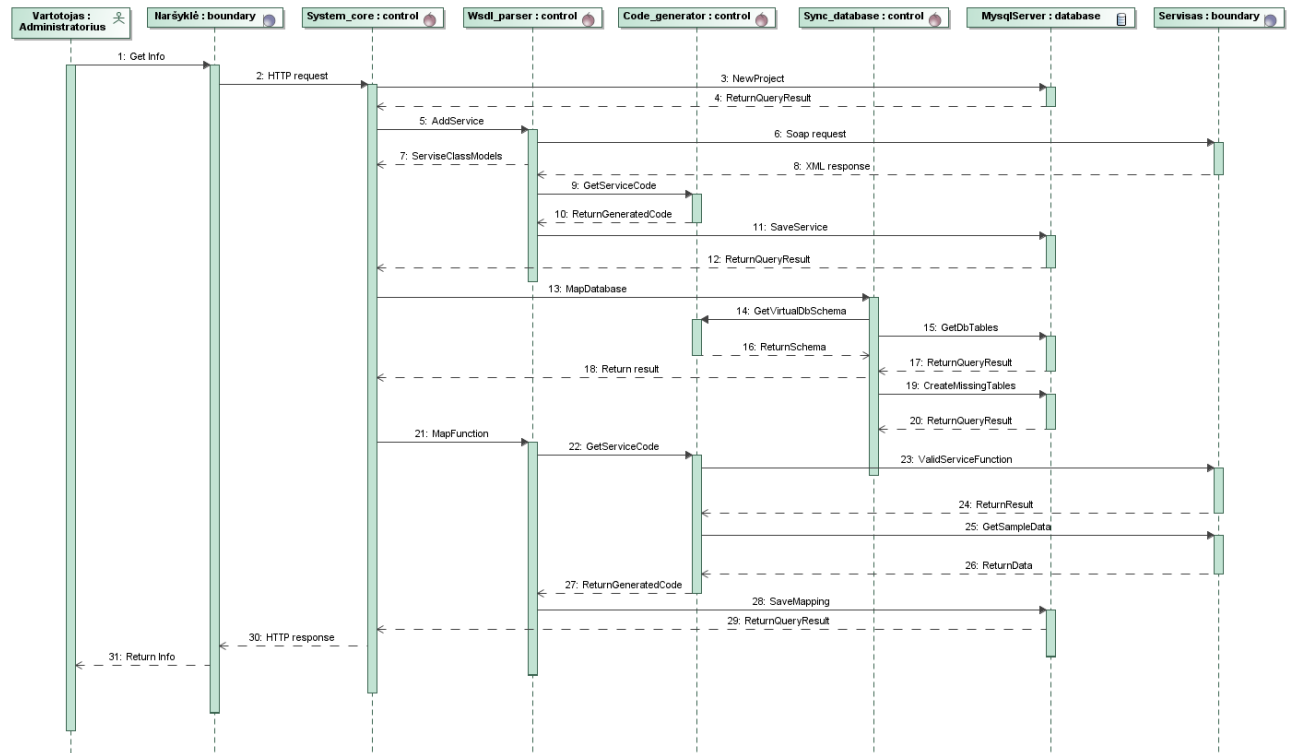 Vartotojas :
Administratorius
Naršyklė : boundary
System_core : control
Wsdl_parser : control
Code_generator : control
Sync_database : control
MysqlServer : database
Servisas : boundary
1: Get Info
2: HTTP request
3: NewProject
4: ReturnQueryResult
5: AddService
6: Soap request
7: ServiseClassModels
8: XML response
9: GetServiceCode
10: ReturnGeneratedCode
11: SaveService
12: ReturnQueryResult
13: MapDatabase
14: GetVirtualDbSchema
15: GetDbTables
16: ReturnSchema
17: ReturnQueryResult
18: Return result
19: CreateMissingTables
20: ReturnQueryResult
21: MapFunction
22: GetServiceCode
23: ValidServiceFunction
24: ReturnResult
25: GetSampleData
26: ReturnData
27: ReturnGeneratedCode
28: SaveMapping
29: ReturnQueryResult
30: HTTP response
31: Return Info